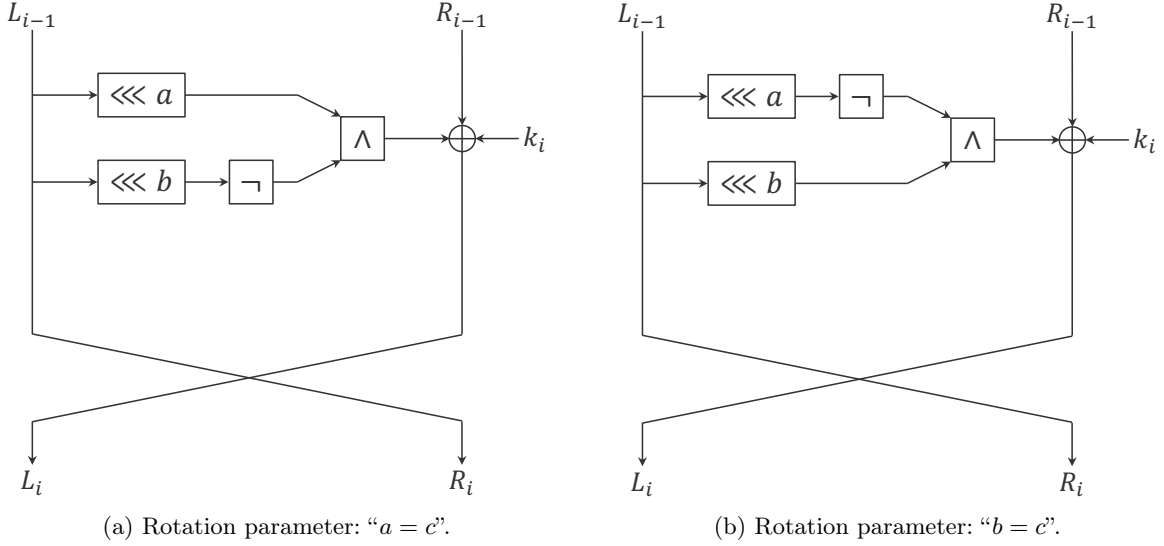 L_{i−1} R_{i−1}
⋘ a
∧ k_i
⋘ b ¬
L_i R_i
(a) Rotation parameter: “a = c”.
L_{i−1} R_{i−1}
⋘ a ¬
∧ k_i
⋘ b
L_i R_i
(b) Rotation parameter: “b = c”.